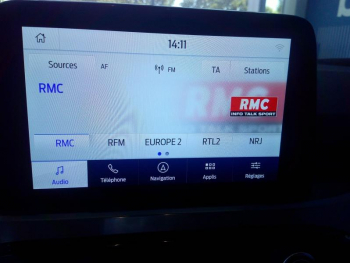 14:11
Sources AF FM TA Stations
RMC
RMC
RMC
INFO TALK SPORT
RMC RFM EUROPE 2 RTL2 NRJ
Audio Téléphone Navigation Applis Réglages